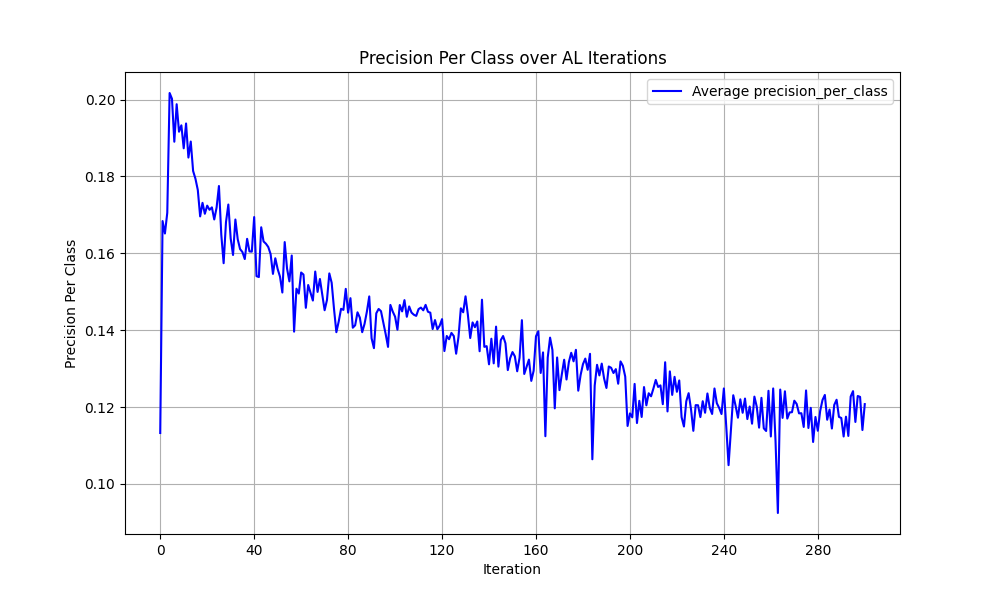 Precision Per Class over AL Iterations
Average precision_per_class
Precision Per Class
0.20
0.18
0.16
0.14
0.12
0.10
0 40 80 120 160 200 240 280
Iteration